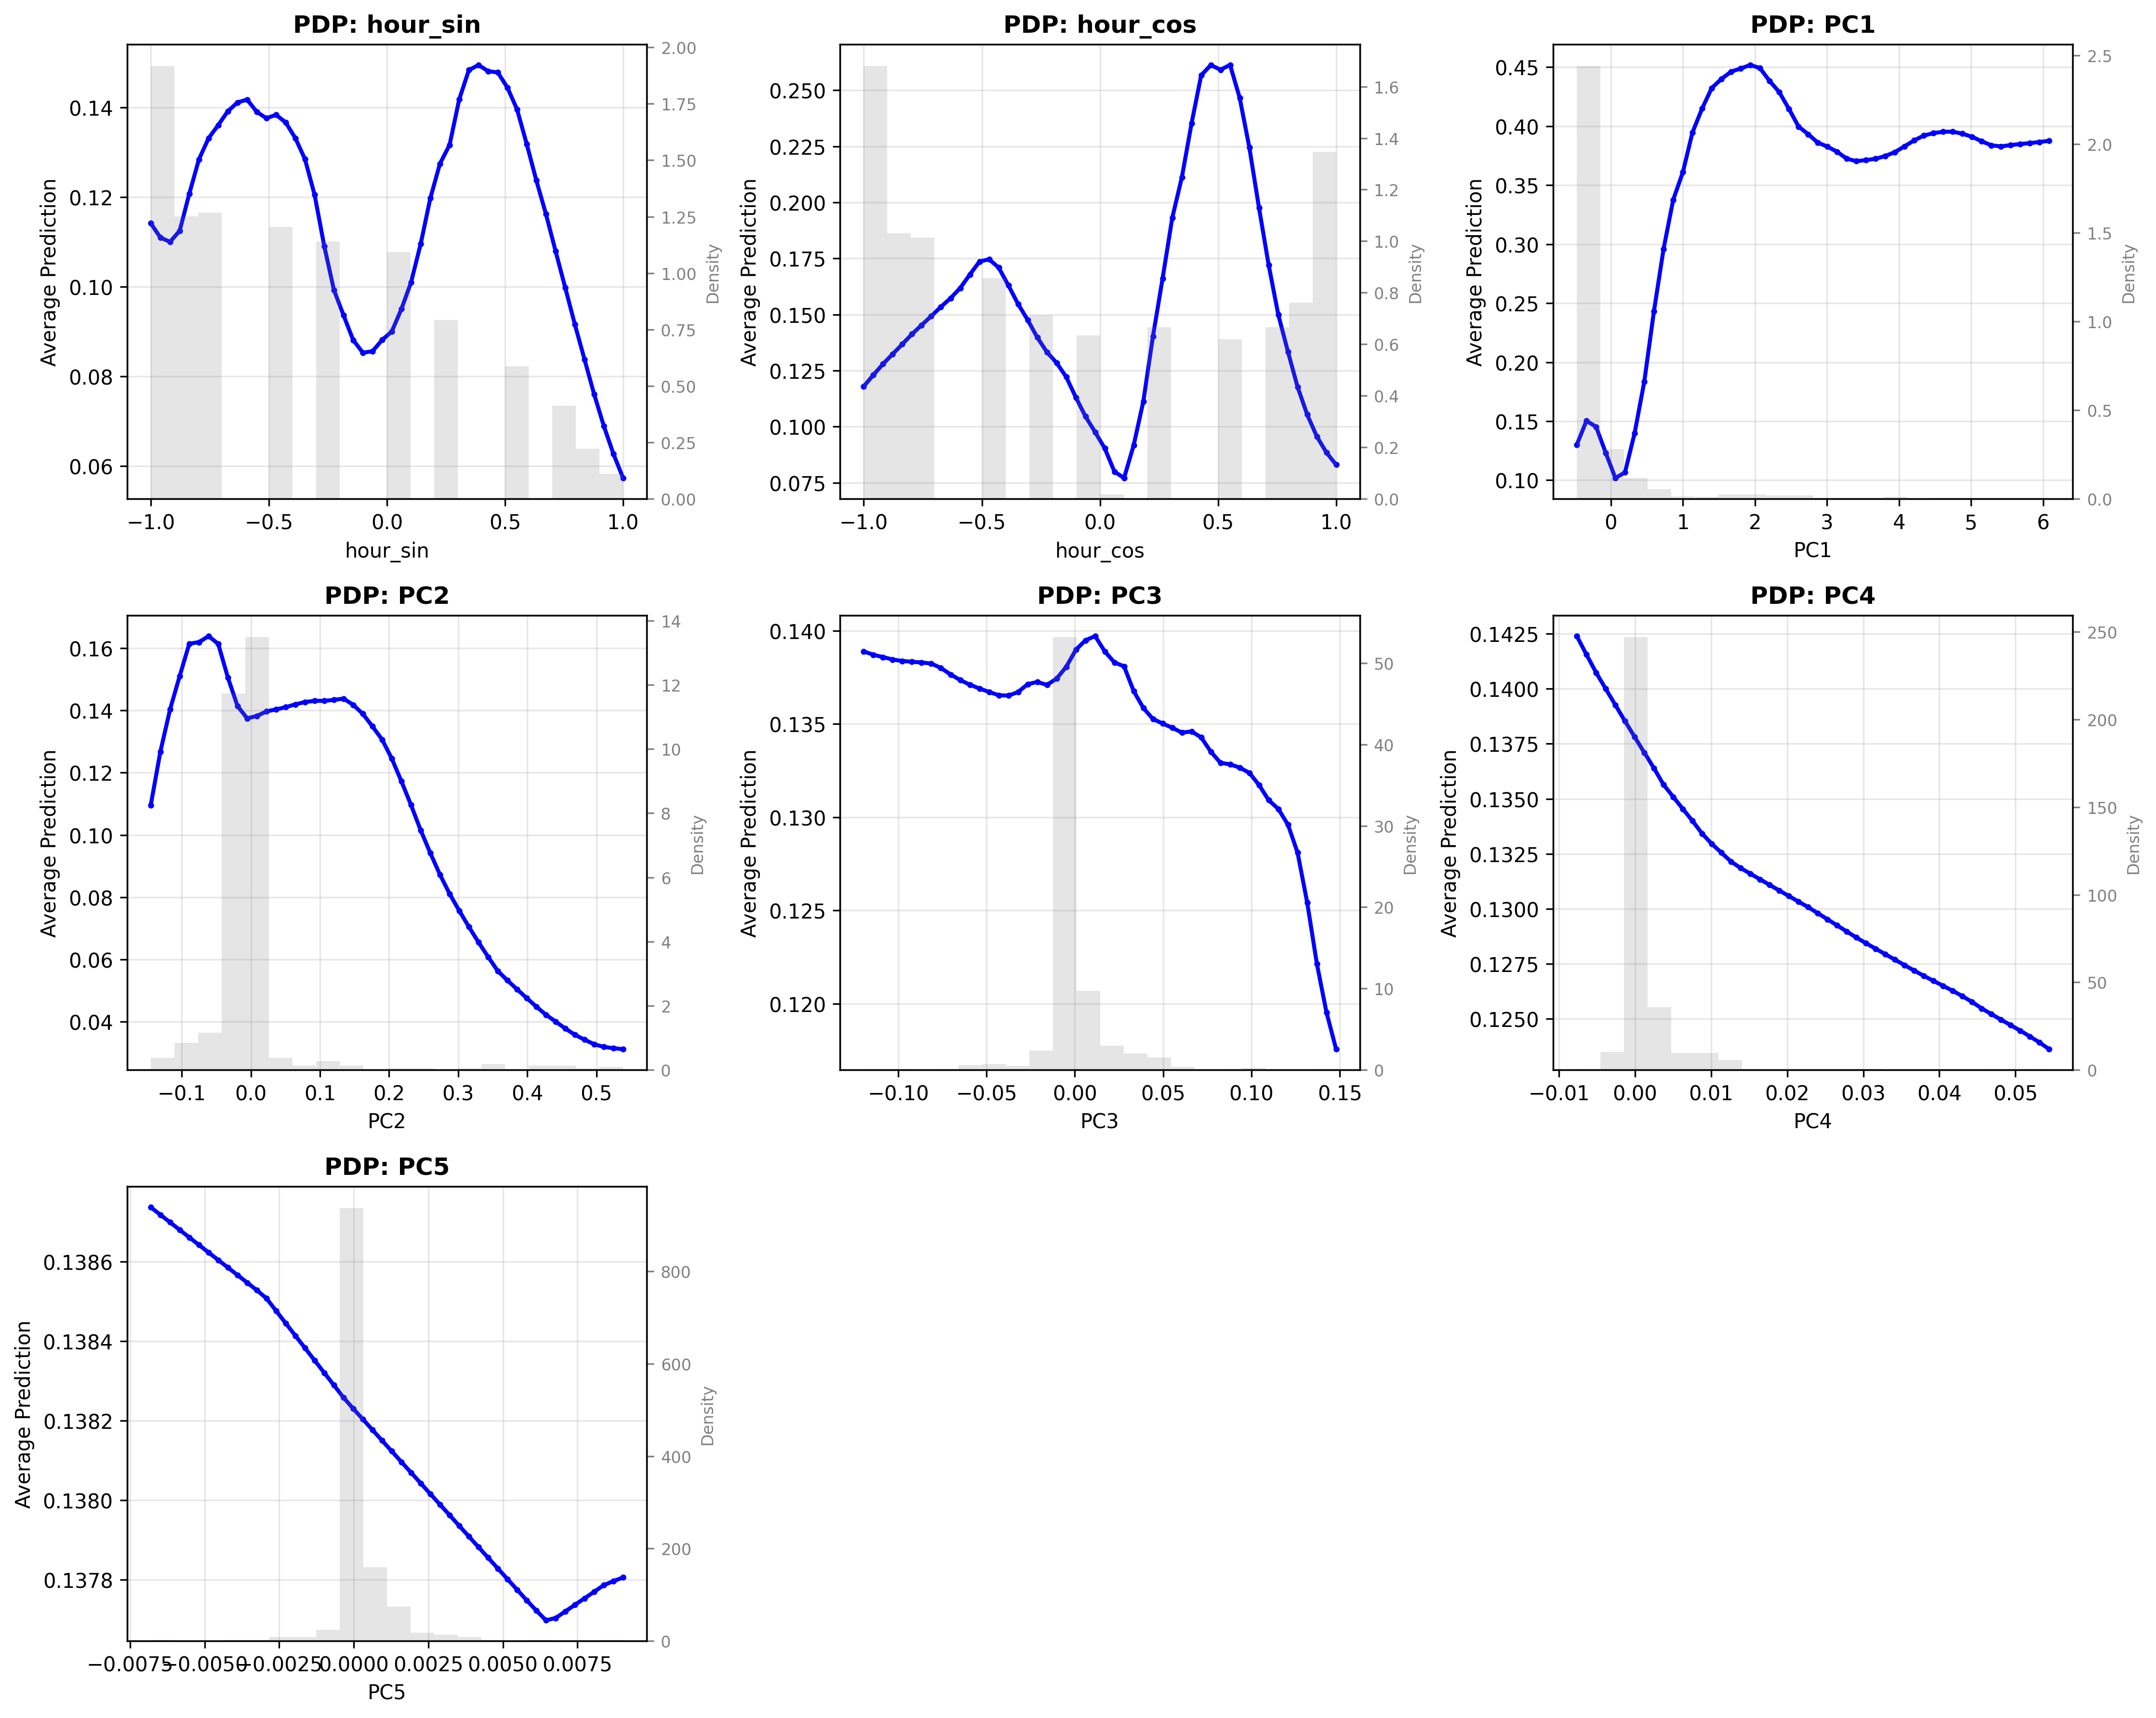 PDP: hour_sin
PDP: hour_cos
PDP: PC1
Average Prediction
0.14
0.12
0.10
0.08
0.06
2.00
1.75
1.50
1.25
1.00
0.75
0.50
0.25
0.00
Density
−1.0 −0.5 0.0 0.5 1.0
hour_sin
Average Prediction
0.250
0.225
0.200
0.175
0.150
0.125
0.100
0.075
1.6
1.4
1.2
1.0
0.8
0.6
0.4
0.2
0.0
Density
−1.0 −0.5 0.0 0.5 1.0
hour_cos
Average Prediction
0.45
0.40
0.35
0.30
0.25
0.20
0.15
0.10
2.5
2.0
1.5
1.0
0.5
0.0
Density
0 1 2 3 4 5 6
PC1
PDP: PC2
PDP: PC3
PDP: PC4
Average Prediction
0.16
0.14
0.12
0.10
0.08
0.06
0.04
14
12
10
8
6
4
2
0
Density
−0.1 0.0 0.1 0.2 0.3 0.4 0.5
PC2
Average Prediction
0.140
0.135
0.130
0.125
0.120
50
40
30
20
10
0
Density
−0.10 −0.05 0.00 0.05 0.10 0.15
PC3
Average Prediction
0.1425
0.1400
0.1375
0.1350
0.1325
0.1300
0.1275
0.1250
250
200
150
100
50
0
Density
−0.01 0.00 0.01 0.02 0.03 0.04 0.05
PC4
PDP: PC5
Average Prediction
0.1386
0.1384
0.1382
0.1380
0.1378
800
600
400
200
0
Density
−0.0075 −0.0050 −0.0025 0.0000 0.0025 0.0050 0.0075
PC5